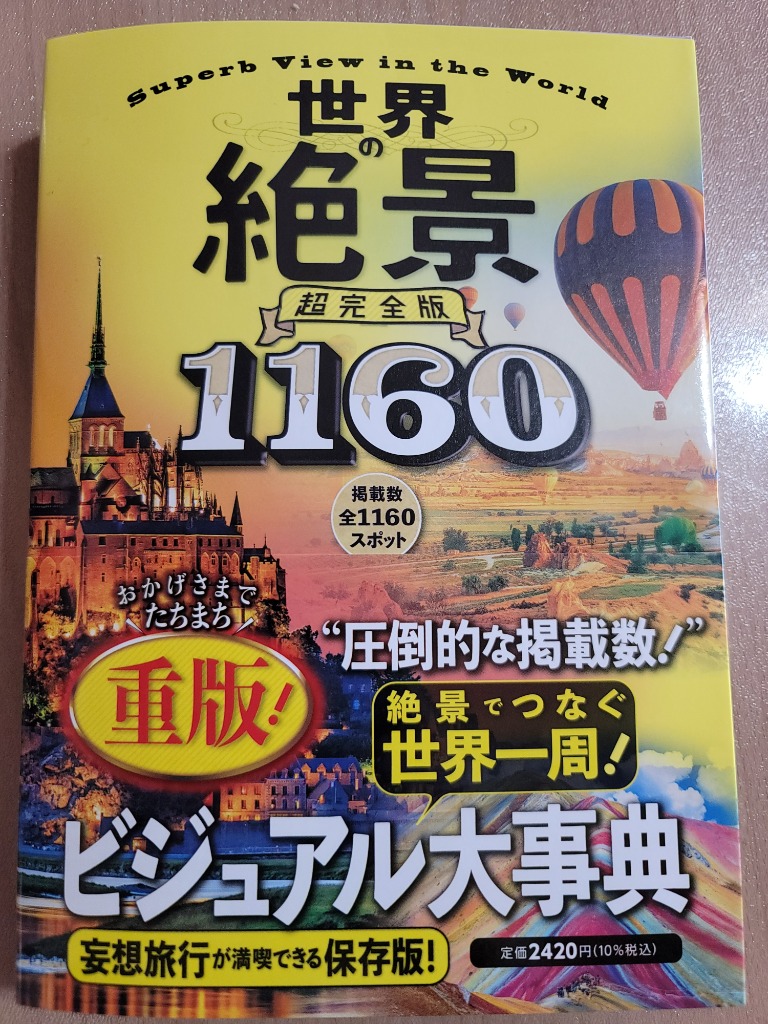 Superb View in the World
世界の
絶景
超完全版
1160
掲載数
全1160
スポット
おかげさまで
たちまち
重版!
“圧倒的な掲載数!”
絶景でつなぐ
世界一周!
ビジュアル大事典
妄想旅行が満喫できる保存版!
定価2420円(10%税込)